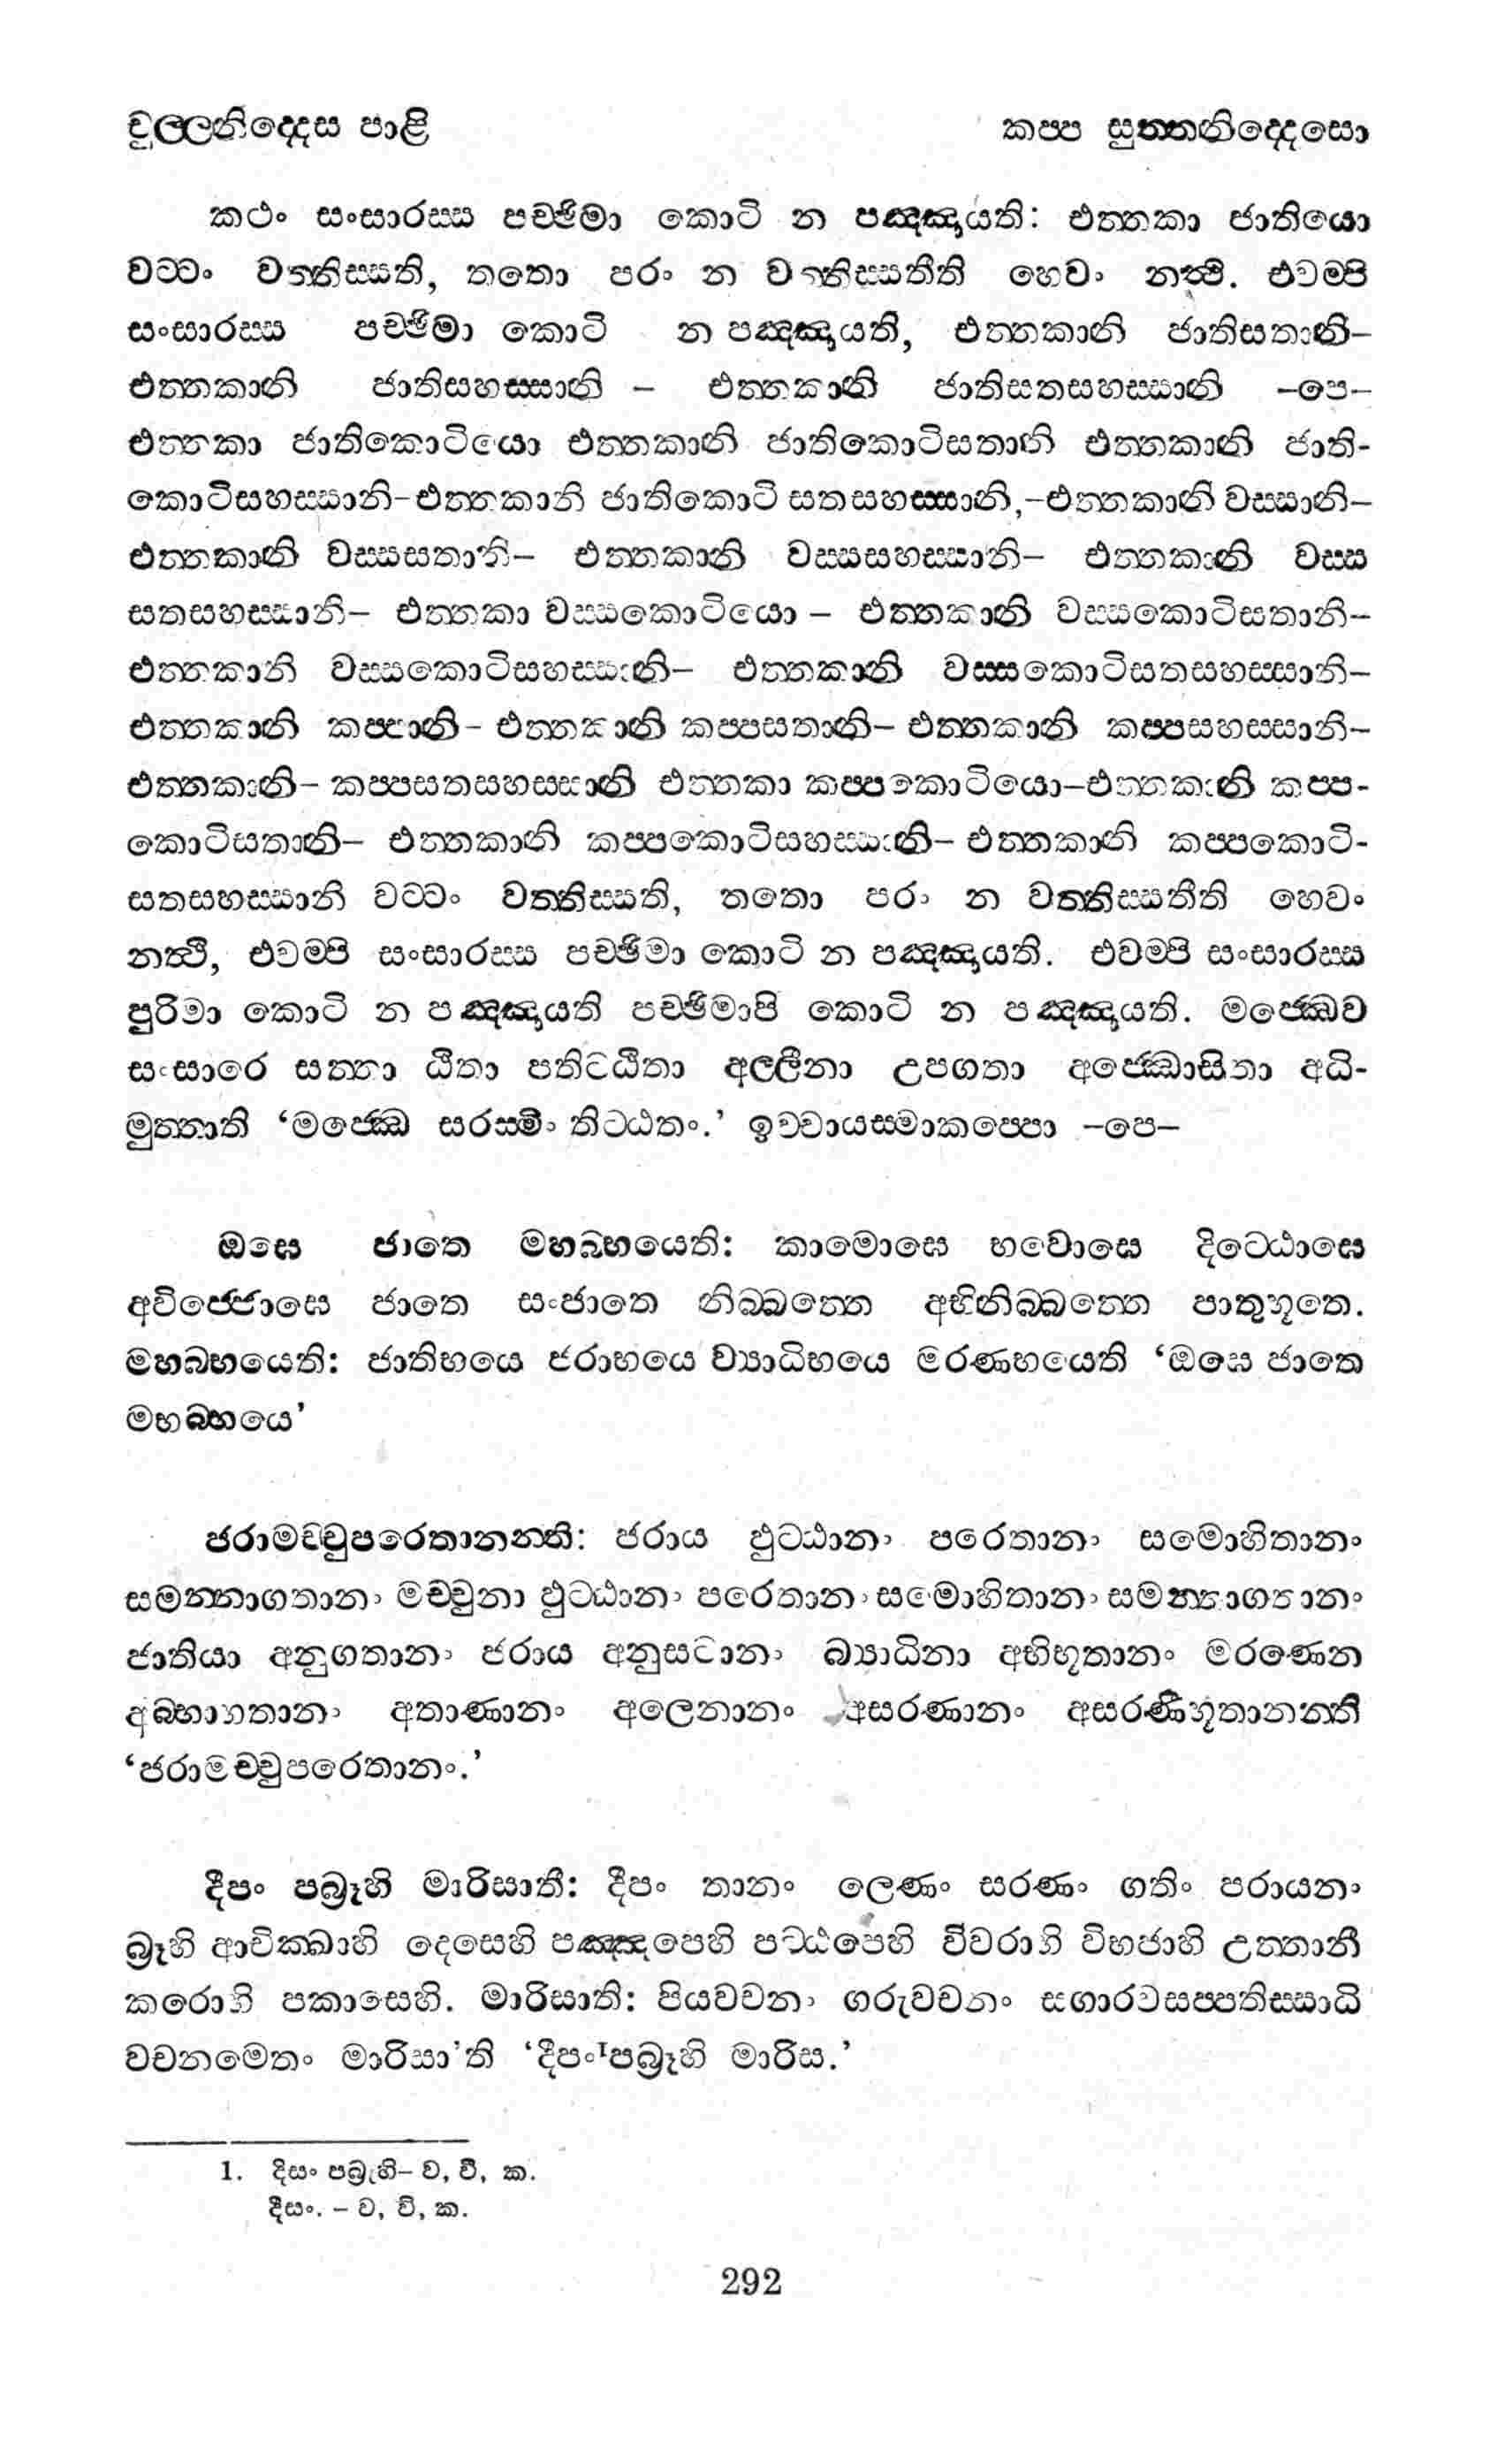 චුල්ලනිද්දෙස පාළි
කප්ප සුත්තනිද්දෙසො
කථං සංසාරස්ස පච්ඡිමා කොටි න පඤ්ඤායති: එත්තකා ජාතියො
වට්ටං වත්තිස්සති, තතො පරං න වත්තිස්සතීති හෙවං නත්ථි. එවම්පි
සංසාරස්ස පච්ඡිමා කොටි න පඤ්ඤායති, එත්තකානි ජාතිසතානි–
එත්තකානි ජාතිසහස්සානි – එත්තකානි ජාතිසතසහස්සානි –පෙ–
එත්තකා ජාතිකොටියො එත්තකානි ජාතිකොටිසතානි එත්තකානි ජාති-
කොටිසහස්සානි–එත්තකානි ජාතිකොටි සතසහස්සානි,–එත්තකානි වස්සානි–
එත්තකානි වස්සසතානි– එත්තකානි වස්සසහස්සානි– එත්තකානි වස්ස
සතසහස්සානි– එත්තකා වස්සකොටියො – එත්තකානි වස්සකොටිසතානි–
එත්තකානි වස්සකොටිසහස්සානි– එත්තකානි වස්සකොටිසතසහස්සානි–
එත්තකානි කප්පානි– එත්තකානි කප්පසතානි– එත්තකානි කප්පසහස්සානි–
එත්තකානි– කප්පසතසහස්සානි එත්තකා කප්පකොටියො–එත්තකානි කප්ප-
කොටිසතානි– එත්තකානි කප්පකොටිසහස්සානි– එත්තකානි කප්පකොටි-
සතසහස්සානි වට්ටං වත්තිස්සති, තතො පරං න වත්තිස්සතීති හෙවං
නත්ථි, එවම්පි සංසාරස්ස පච්ඡිමා කොටි න පඤ්ඤායති. එවම්පි සංසාරස්ස
පුරිමා කොටි න පඤ්ඤායති පච්ඡිමාපි කොටි න පඤ්ඤායති. මජ්ඣෙව
සංසාරෙ සත්තා ඨිතා පතිට්ඨිතා අල්ලීනා උපගතා අජ්ඣොසිතා අධි-
මුත්තාති ‘මජ්ඣෙ සරස්මිං තිට්ඨතං.’ ඉච්චායස්මාකප්පො –පෙ–
ඔඝෙ ජාතෙ මහබ්භයෙති: කාමොඝෙ භවොඝෙ දිට්ඨොඝෙ
අවිජ්ජොඝෙ ජාතෙ සංජාතෙ නිබ්බත්තෙ අභිනිබ්බත්තෙ පාතුභූතෙ.
මහබ්භයෙති: ජාතිභයෙ ජරාභයෙ ව්‍යාධිභයෙ මරණභයෙති ‘ඔඝෙ ජාතෙ
මහබ්භයෙ’
ජරාමච්චුපරෙතානන්ති: ජරාය ඵුට්ඨානං පරෙතානං සමොහිතානං
සමන්නාගතානං මච්චුනා ඵුට්ඨානං පරෙතානං සමොහිතානං සමන්නාගතානං
ජාතියා අනුගතානං ජරාය අනුසටානං බ්‍යාධිනා අභිභූතානං මරණෙන
අබ්භාහතානං අතාණානං අලෙනානං අසරණානං අසරණීභූතානන්ති
‘ජරාමච්චුපරෙතානං.’
දීපං පබ්‍රෑහි මාරිසාතී: දීපං තානං ලෙණං සරණං ගතිං පරායනං
බ්‍රෑහි ආචික්ඛාහි දෙසෙහි පඤ්ඤපෙහි පට්ඨපෙහි විවරාහි විභජාහි උත්තානී
කරොහි පකාසෙහි. මාරිසාති: පියවචනං ගරුවචනං සගාරවසප්පතිස්සාධි
වචනමෙතං මාරිසා’ති ‘දීපං¹පබ්‍රෑහි මාරිස.’
1. දිසං පබ්‍රෑහි– ව, වි, ක.
දීසං. – ව, වි, ක.
292